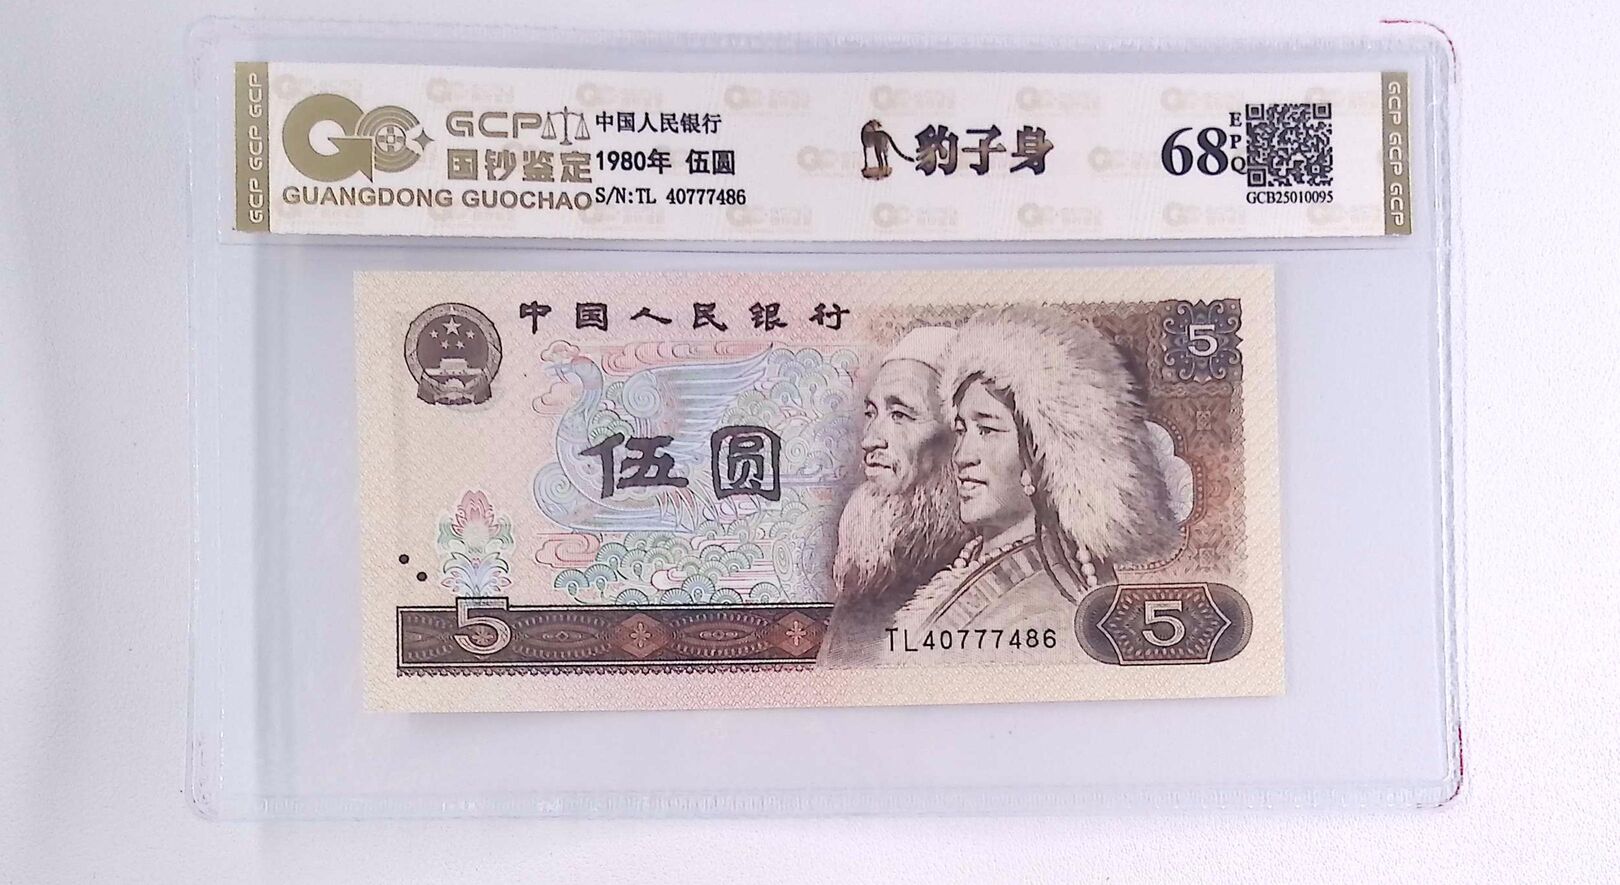 GCP GCP GCP
GCP
国钞鉴定
GUANGDONG GUOCHAO
中国人民银行
1980年 伍圆
S/N:TL 40777486
豹子身
68
EPQ
GCB25010095
GCP GCP GCP
中国人民银行
5
伍圆
5
TL40777486
5